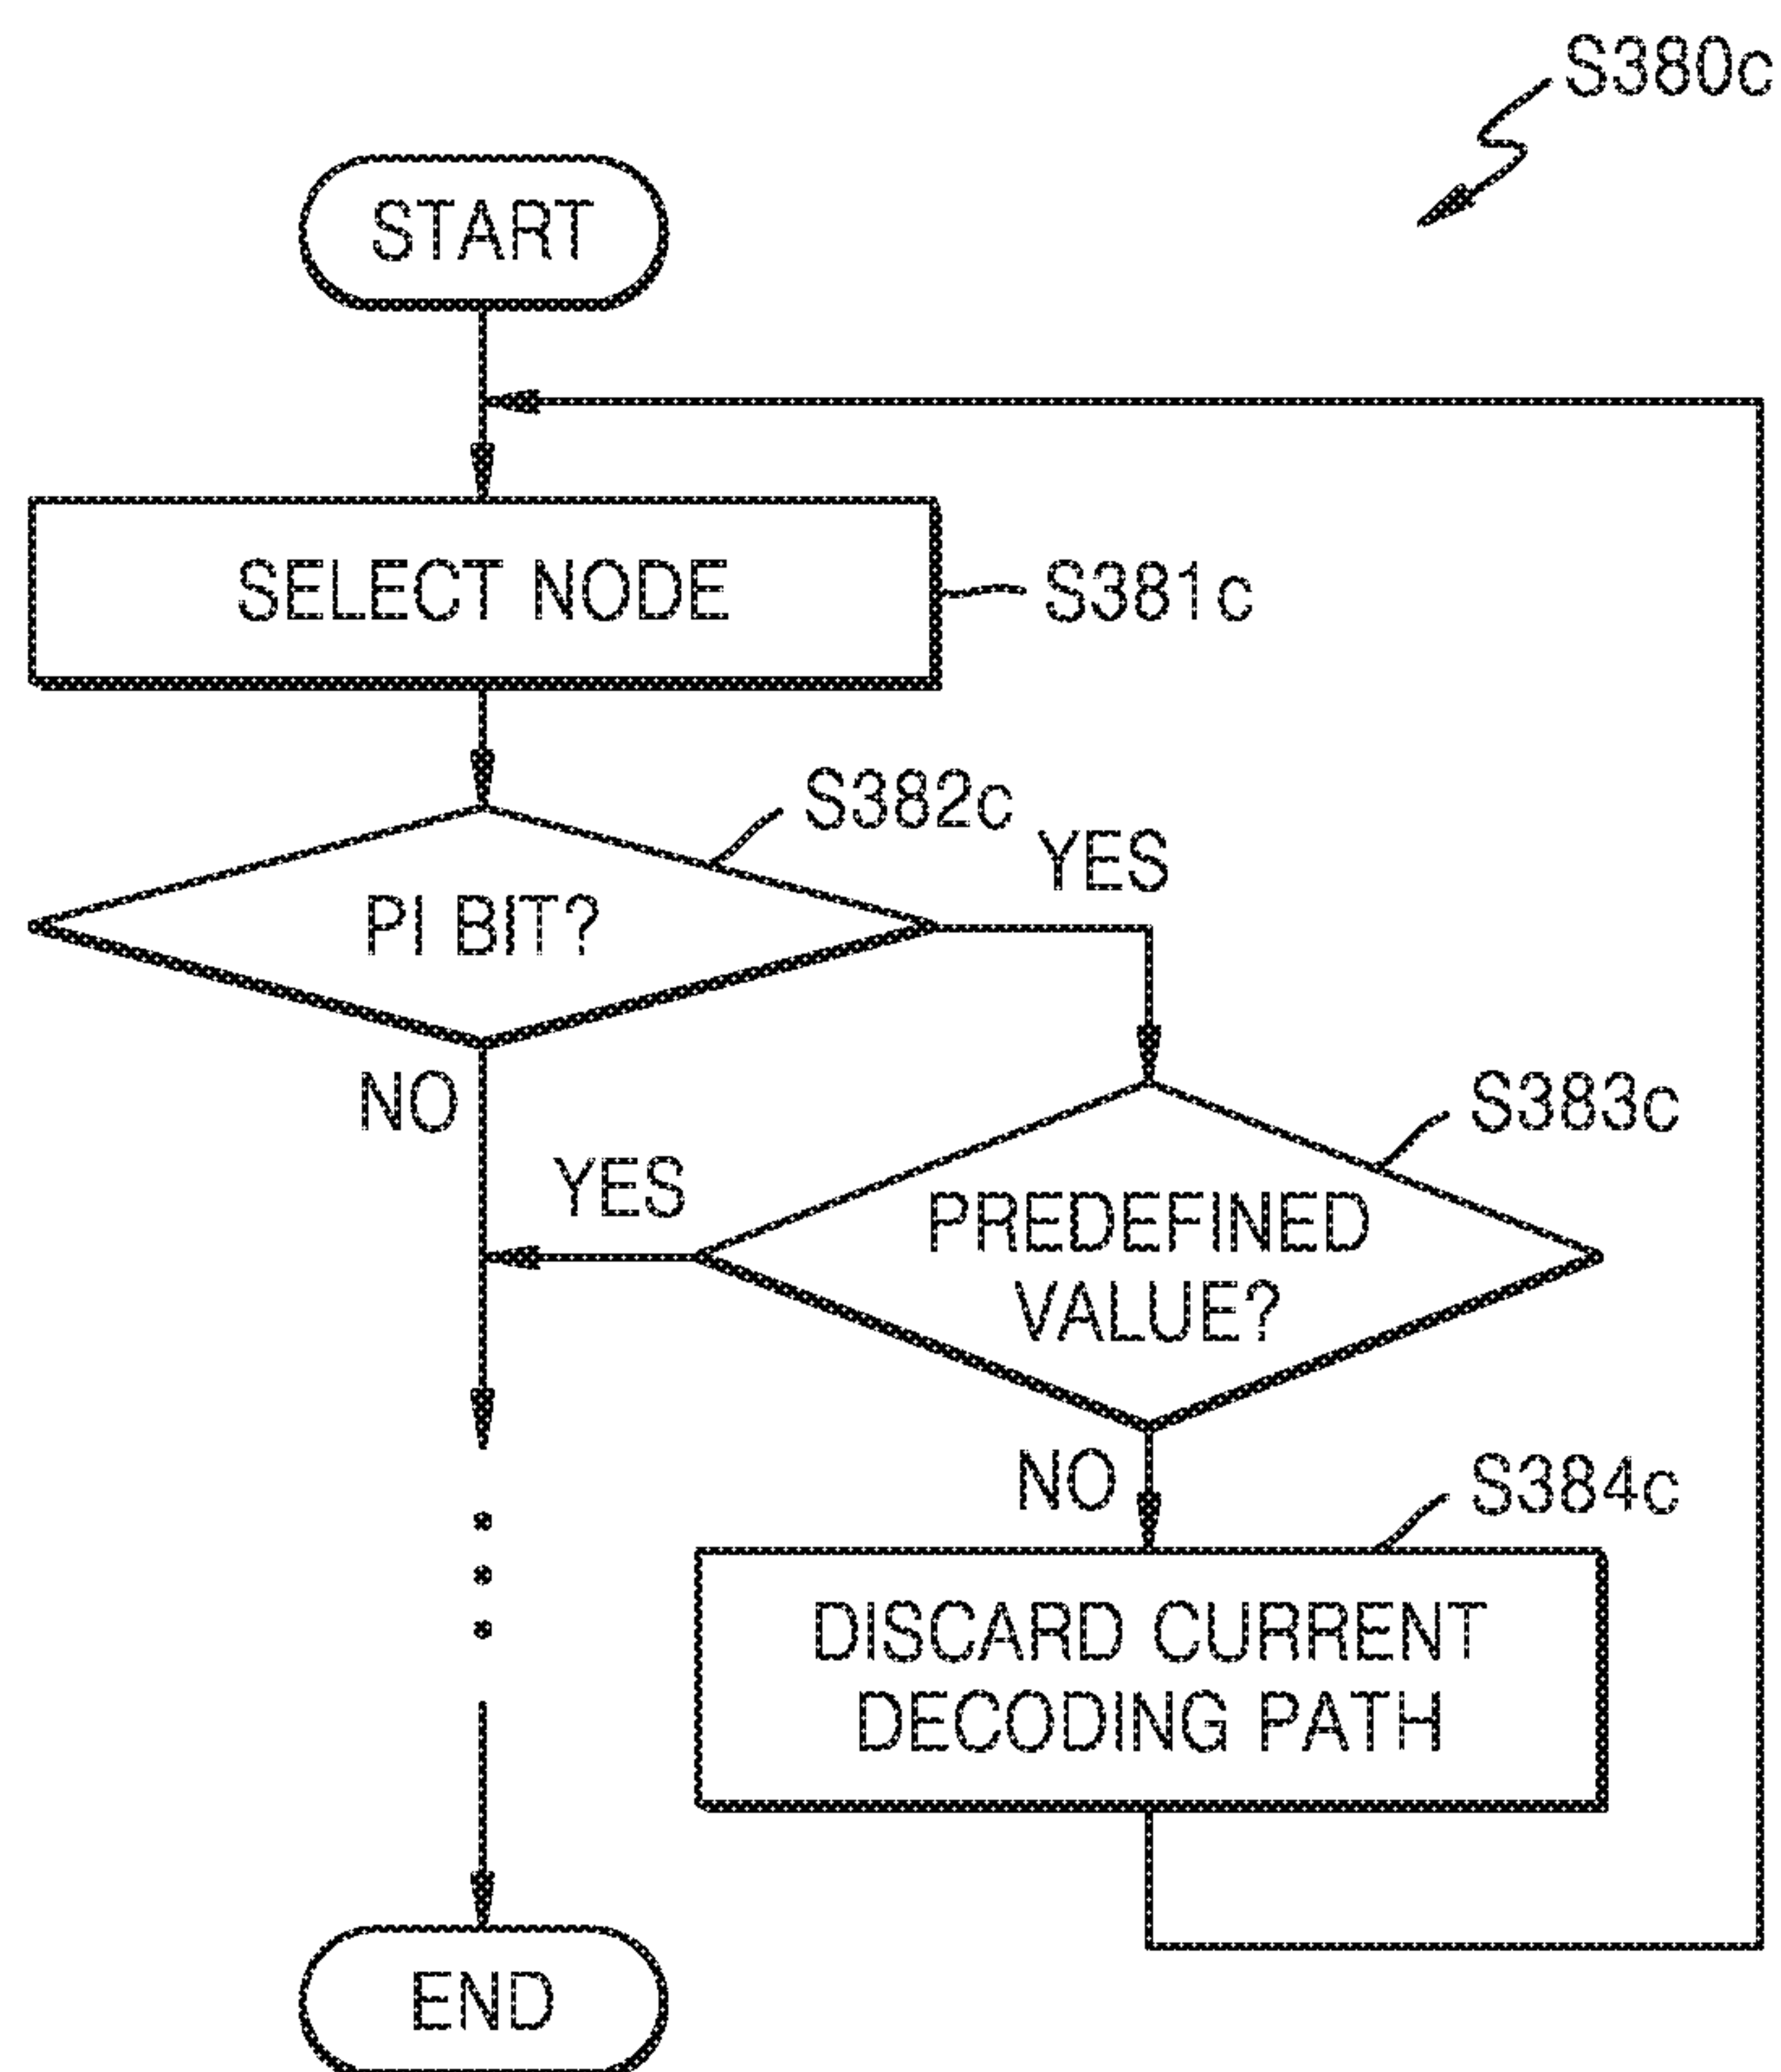 S380c
START
SELECT NODE
S381c
S382c
YES
PI BIT?
NO
S383c
YES
PREDEFINED
VALUE?
NO
S384c
DISCARD CURRENT
DECODING PATH
END